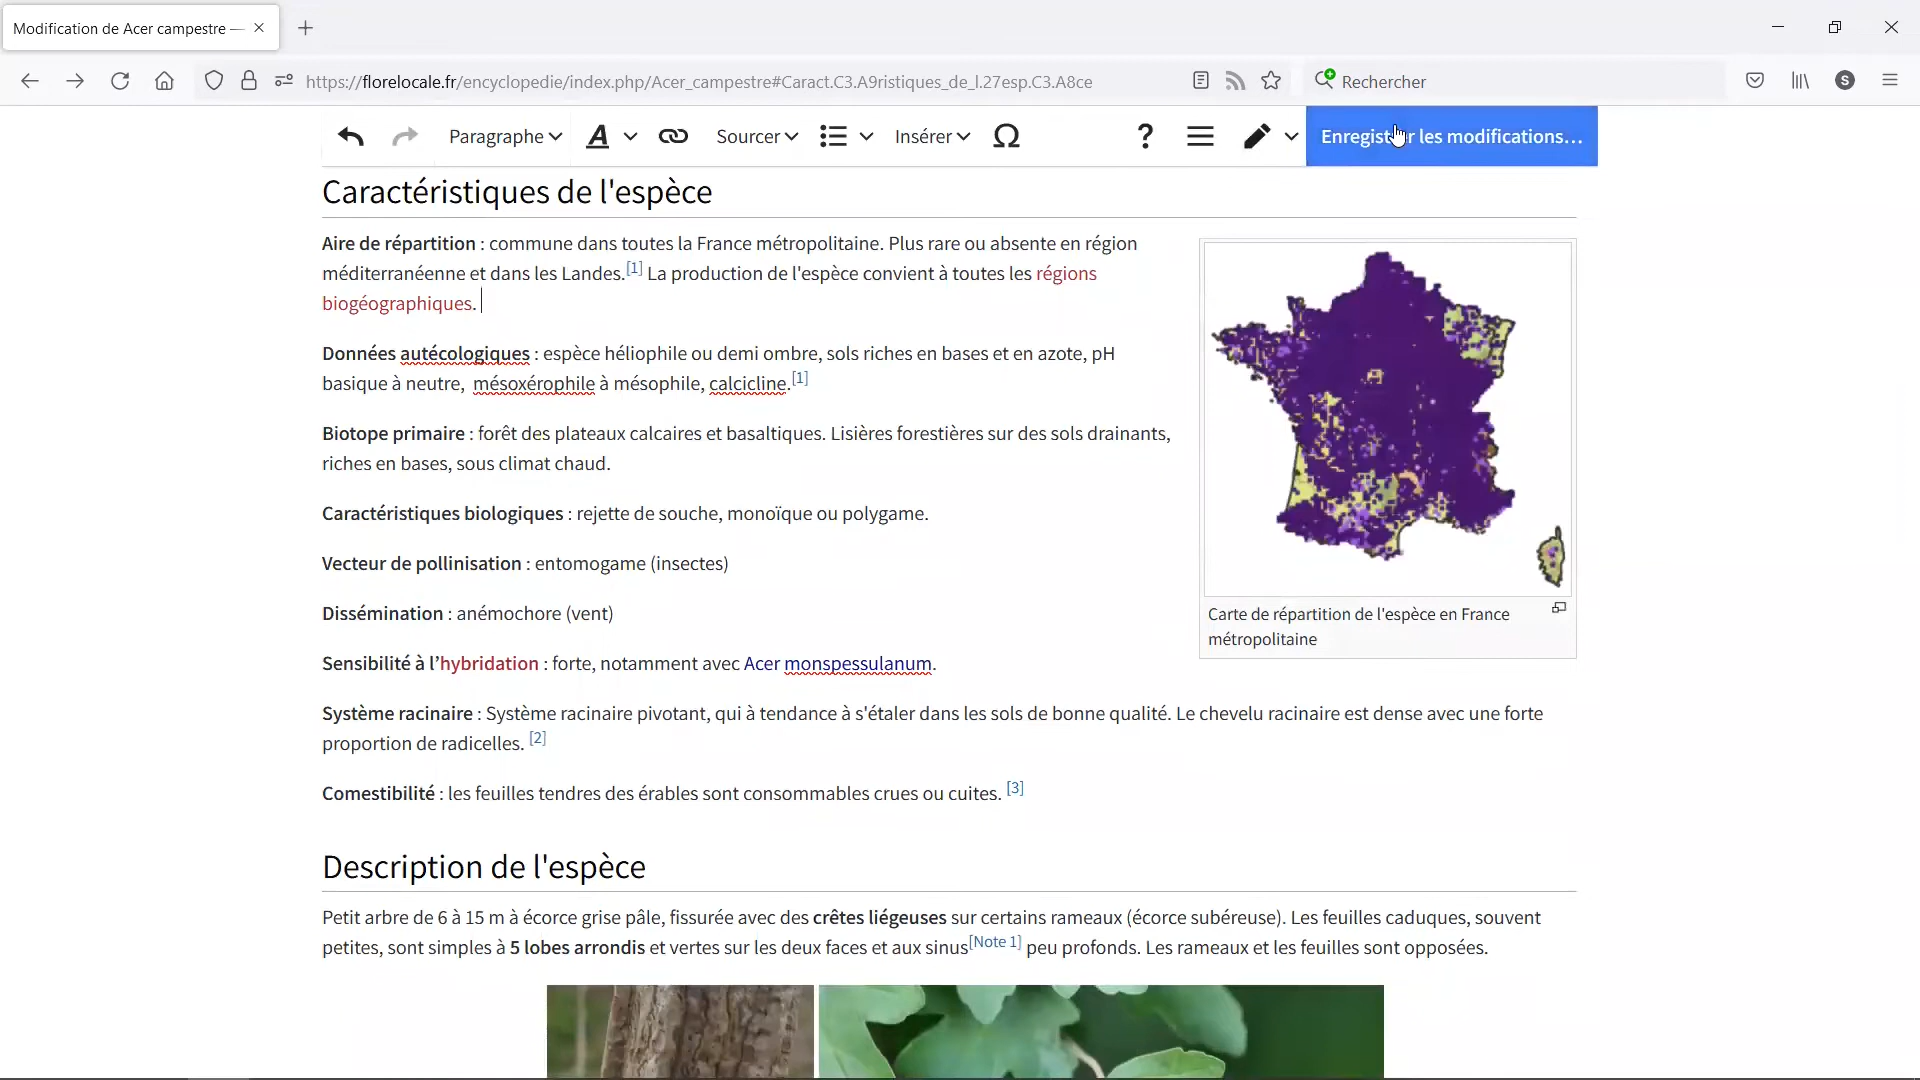 Modification de Acer campestre —
https://florelocale.fr/encyclopedie/index.php/Acer_campestre#Caract.C3.A9ristiques_de_l.27esp.C3.A8ce
Rechercher
S
Paragraphe
A
Sourcer
Insérer
Ω
?
Enregistrer les modifications…
Caractéristiques de l'espèce
Aire de répartition : commune dans toutes la France métropolitaine. Plus rare ou absente en région
méditerranéenne et dans les Landes.[1] La production de l'espèce convient à toutes les régions
biogéographiques.
Données autécologiques : espèce héliophile ou demi ombre, sols riches en bases et en azote, pH
basique à neutre, mésoxérophile à mésophile, calcicline.[1]
Biotope primaire : forêt des plateaux calcaires et basaltiques. Lisières forestières sur des sols drainants,
riches en bases, sous climat chaud.
Caractéristiques biologiques : rejette de souche, monoïque ou polygame.
Vecteur de pollinisation : entomogame (insectes)
Dissémination : anémochore (vent)
Sensibilité à l’hybridation : forte, notamment avec Acer monspessulanum.
Carte de répartition de l'espèce en France
métropolitaine
Système racinaire : Système racinaire pivotant, qui à tendance à s'étaler dans les sols de bonne qualité. Le chevelu racinaire est dense avec une forte
proportion de radicelles. [2]
Comestibilité : les feuilles tendres des érables sont consommables crues ou cuites. [3]
Description de l'espèce
Petit arbre de 6 à 15 m à écorce grise pâle, fissurée avec des crêtes liégeuses sur certains rameaux (écorce subéreuse). Les feuilles caduques, souvent
petites, sont simples à 5 lobes arrondis et vertes sur les deux faces et aux sinus[Note 1] peu profonds. Les rameaux et les feuilles sont opposées.